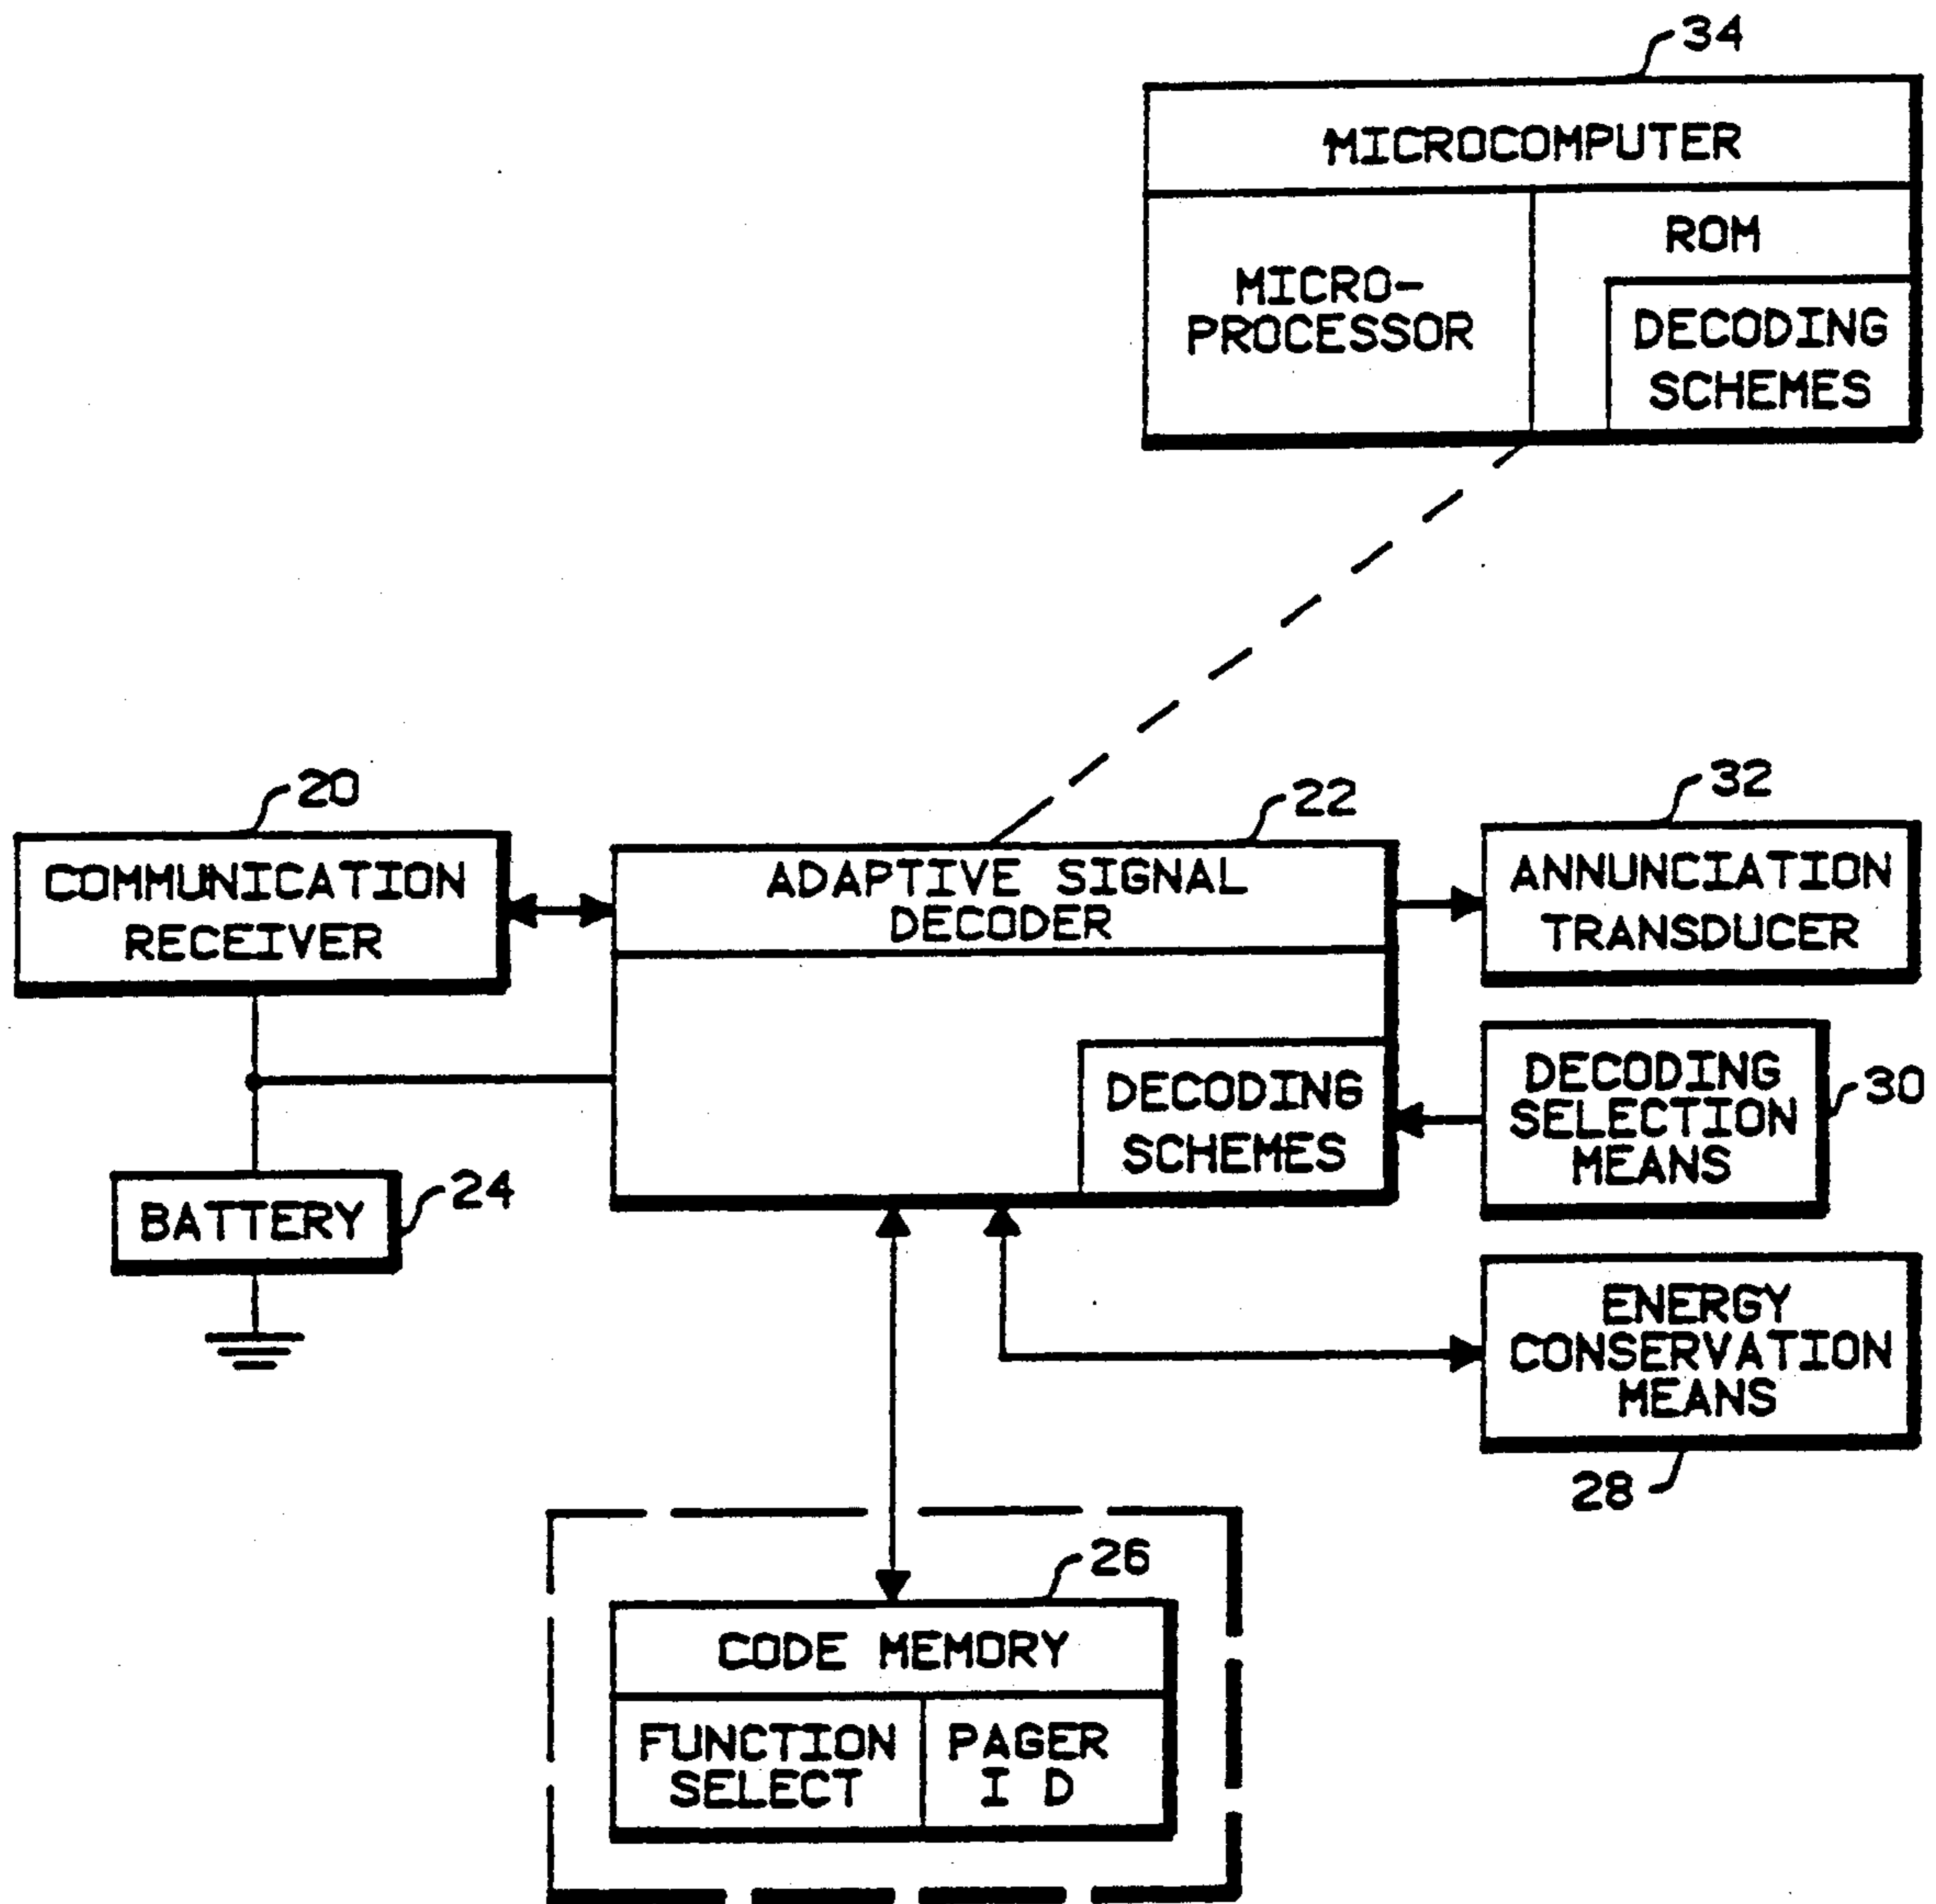 34
MICROCOMPUTER
MICRO-
PROCESSOR
ROM
DECODING
SCHEMES
20
COMMUNICATION
RECEIVER
22
ADAPTIVE SIGNAL
DECODER
DECODING
SCHEMES
32
ANNUNCIATION
TRANSDUCER
DECODING
SELECTION
MEANS
30
BATTERY
24
ENERGY
CONSERVATION
MEANS
28
26
CODE MEMORY
FUNCTION
SELECT
PAGER
I D